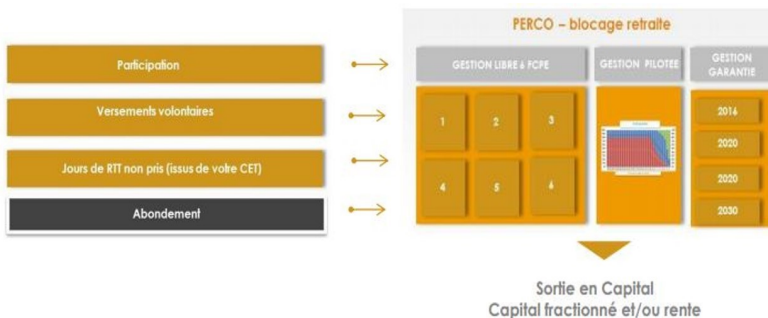 PERCO – blocage retraite
Participation
Versements volontaires
Jours de RTT non pris (issus de votre CET)
Abondement
GESTION LIBRE 6 FCPE
GESTION PILOTEE
GESTION
GARANTIE
1
2
3
4
5
6
2016
2020
2020
2030
Sortie en Capital
Capital fractionné et/ou rente